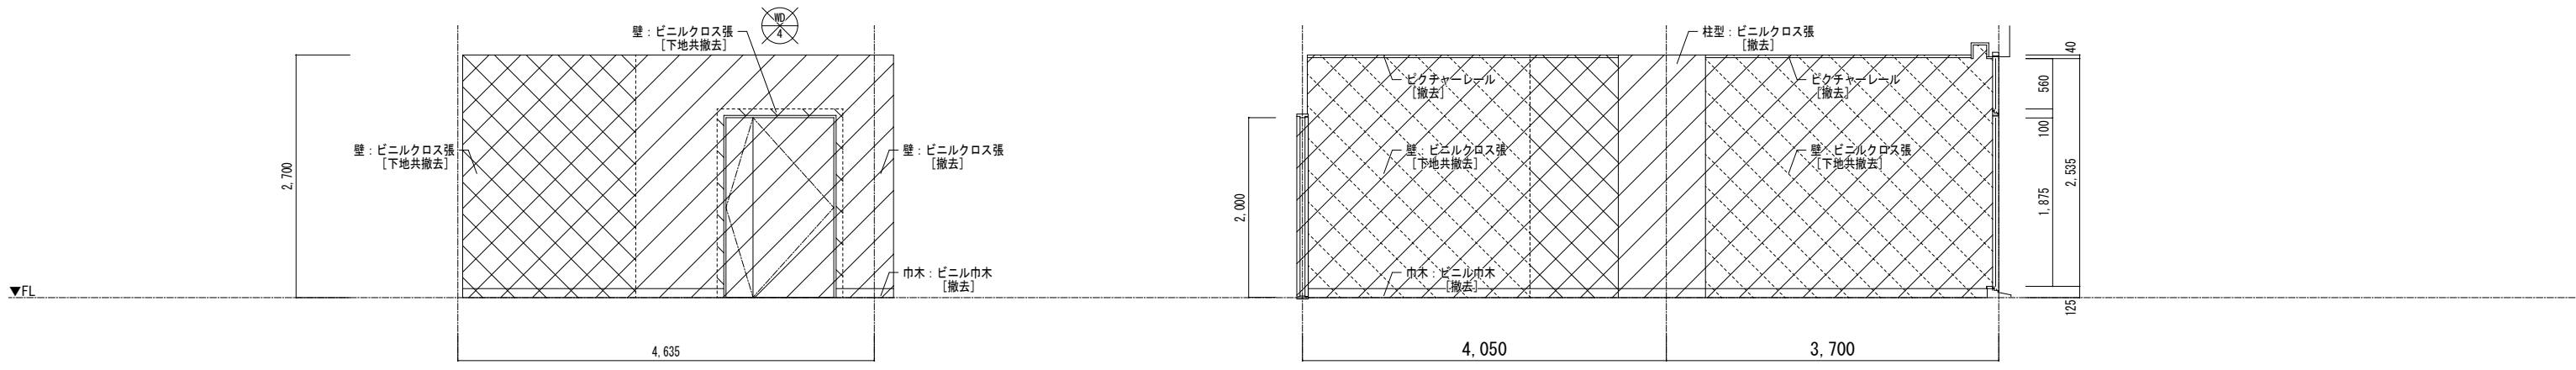 WD
4
壁：ビニルクロス張
[下地共撤去]
2,700
壁：ビニルクロス張
[下地共撤去]
壁：ビニルクロス張
[撤去]
巾木：ビニル巾木
[撤去]
▼FL
4,635
柱型：ビニルクロス張
[撤去]
ピクチャーレール
[撤去]
ピクチャーレール
[撤去]
壁：ビニルクロス張
[下地共撤去]
壁：ビニルクロス張
[下地共撤去]
巾木：ビニル巾木
[撤去]
2,000
40
560
100
1,875
2,535
125
4,050
3,700